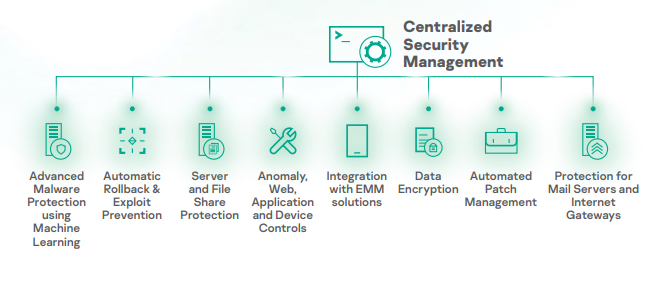 Centralized
Security
Management
Advanced
Malware
Protection
using
Machine
Learning
Automatic
Rollback &
Exploit
Prevention
Server
and File
Share
Protection
Anomaly,
Web,
Application
and Device
Controls
Integration
with EMM
solutions
Data
Encryption
Automated
Patch
Management
Protection for
Mail Servers and
Internet
Gateways